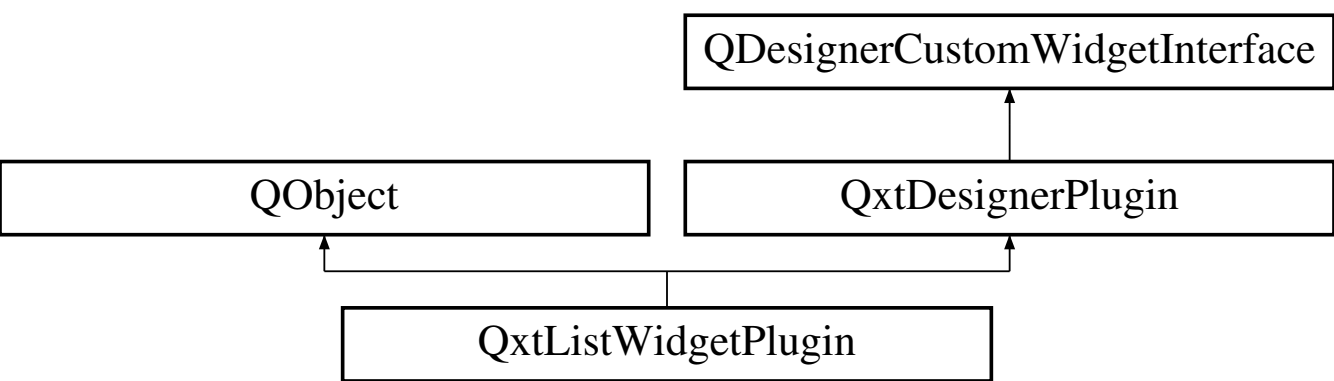 QDesignerCustomWidgetInterface
QObject
QxtDesignerPlugin
QxtListWidgetPlugin